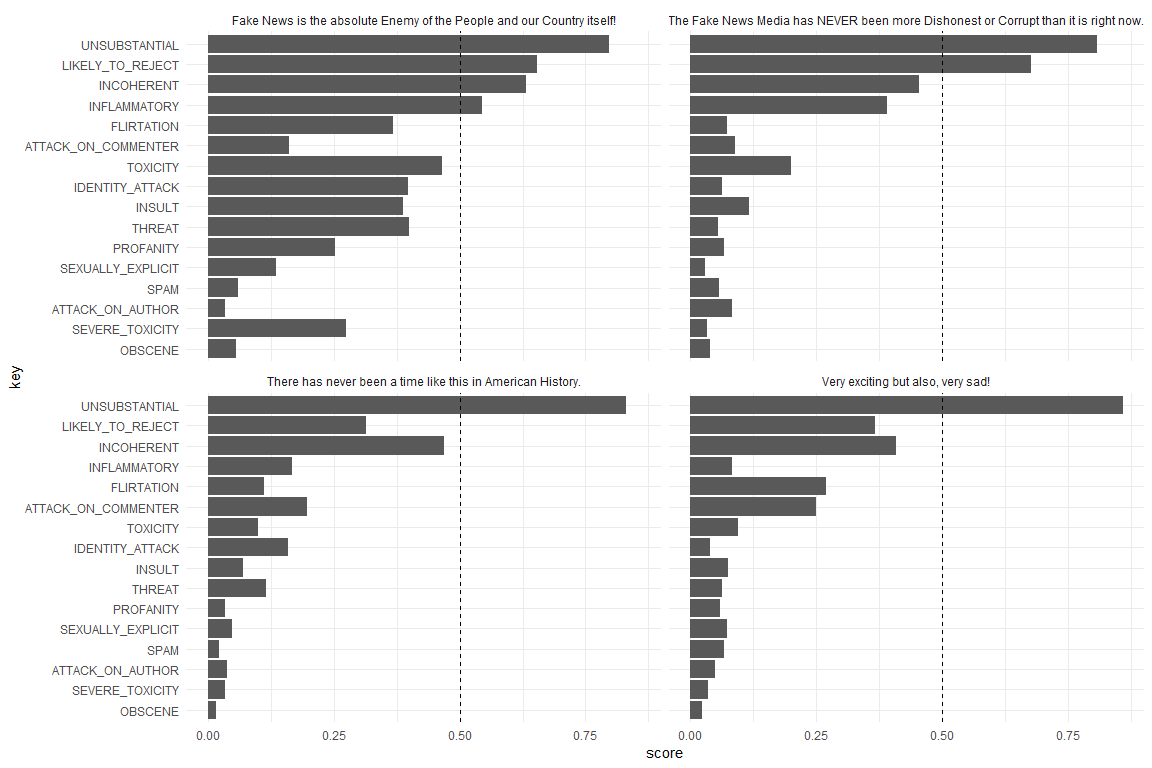 Fake News is the absolute Enemy of the People and our Country itself!
The Fake News Media has NEVER been more Dishonest or Corrupt than it is right now.
UNSUBSTANTIAL
LIKELY_TO_REJECT
INCOHERENT
INFLAMMATORY
FLIRTATION
ATTACK_ON_COMMENTER
TOXICITY
IDENTITY_ATTACK
INSULT
THREAT
PROFANITY
SEXUALLY_EXPLICIT
SPAM
ATTACK_ON_AUTHOR
SEVERE_TOXICITY
OBSCENE
key
There has never been a time like this in American History.
Very exciting but also, very sad!
UNSUBSTANTIAL
LIKELY_TO_REJECT
INCOHERENT
INFLAMMATORY
FLIRTATION
ATTACK_ON_COMMENTER
TOXICITY
IDENTITY_ATTACK
INSULT
THREAT
PROFANITY
SEXUALLY_EXPLICIT
SPAM
ATTACK_ON_AUTHOR
SEVERE_TOXICITY
OBSCENE
0.00 0.25 0.50 0.75
0.00 0.25 0.50 0.75
score